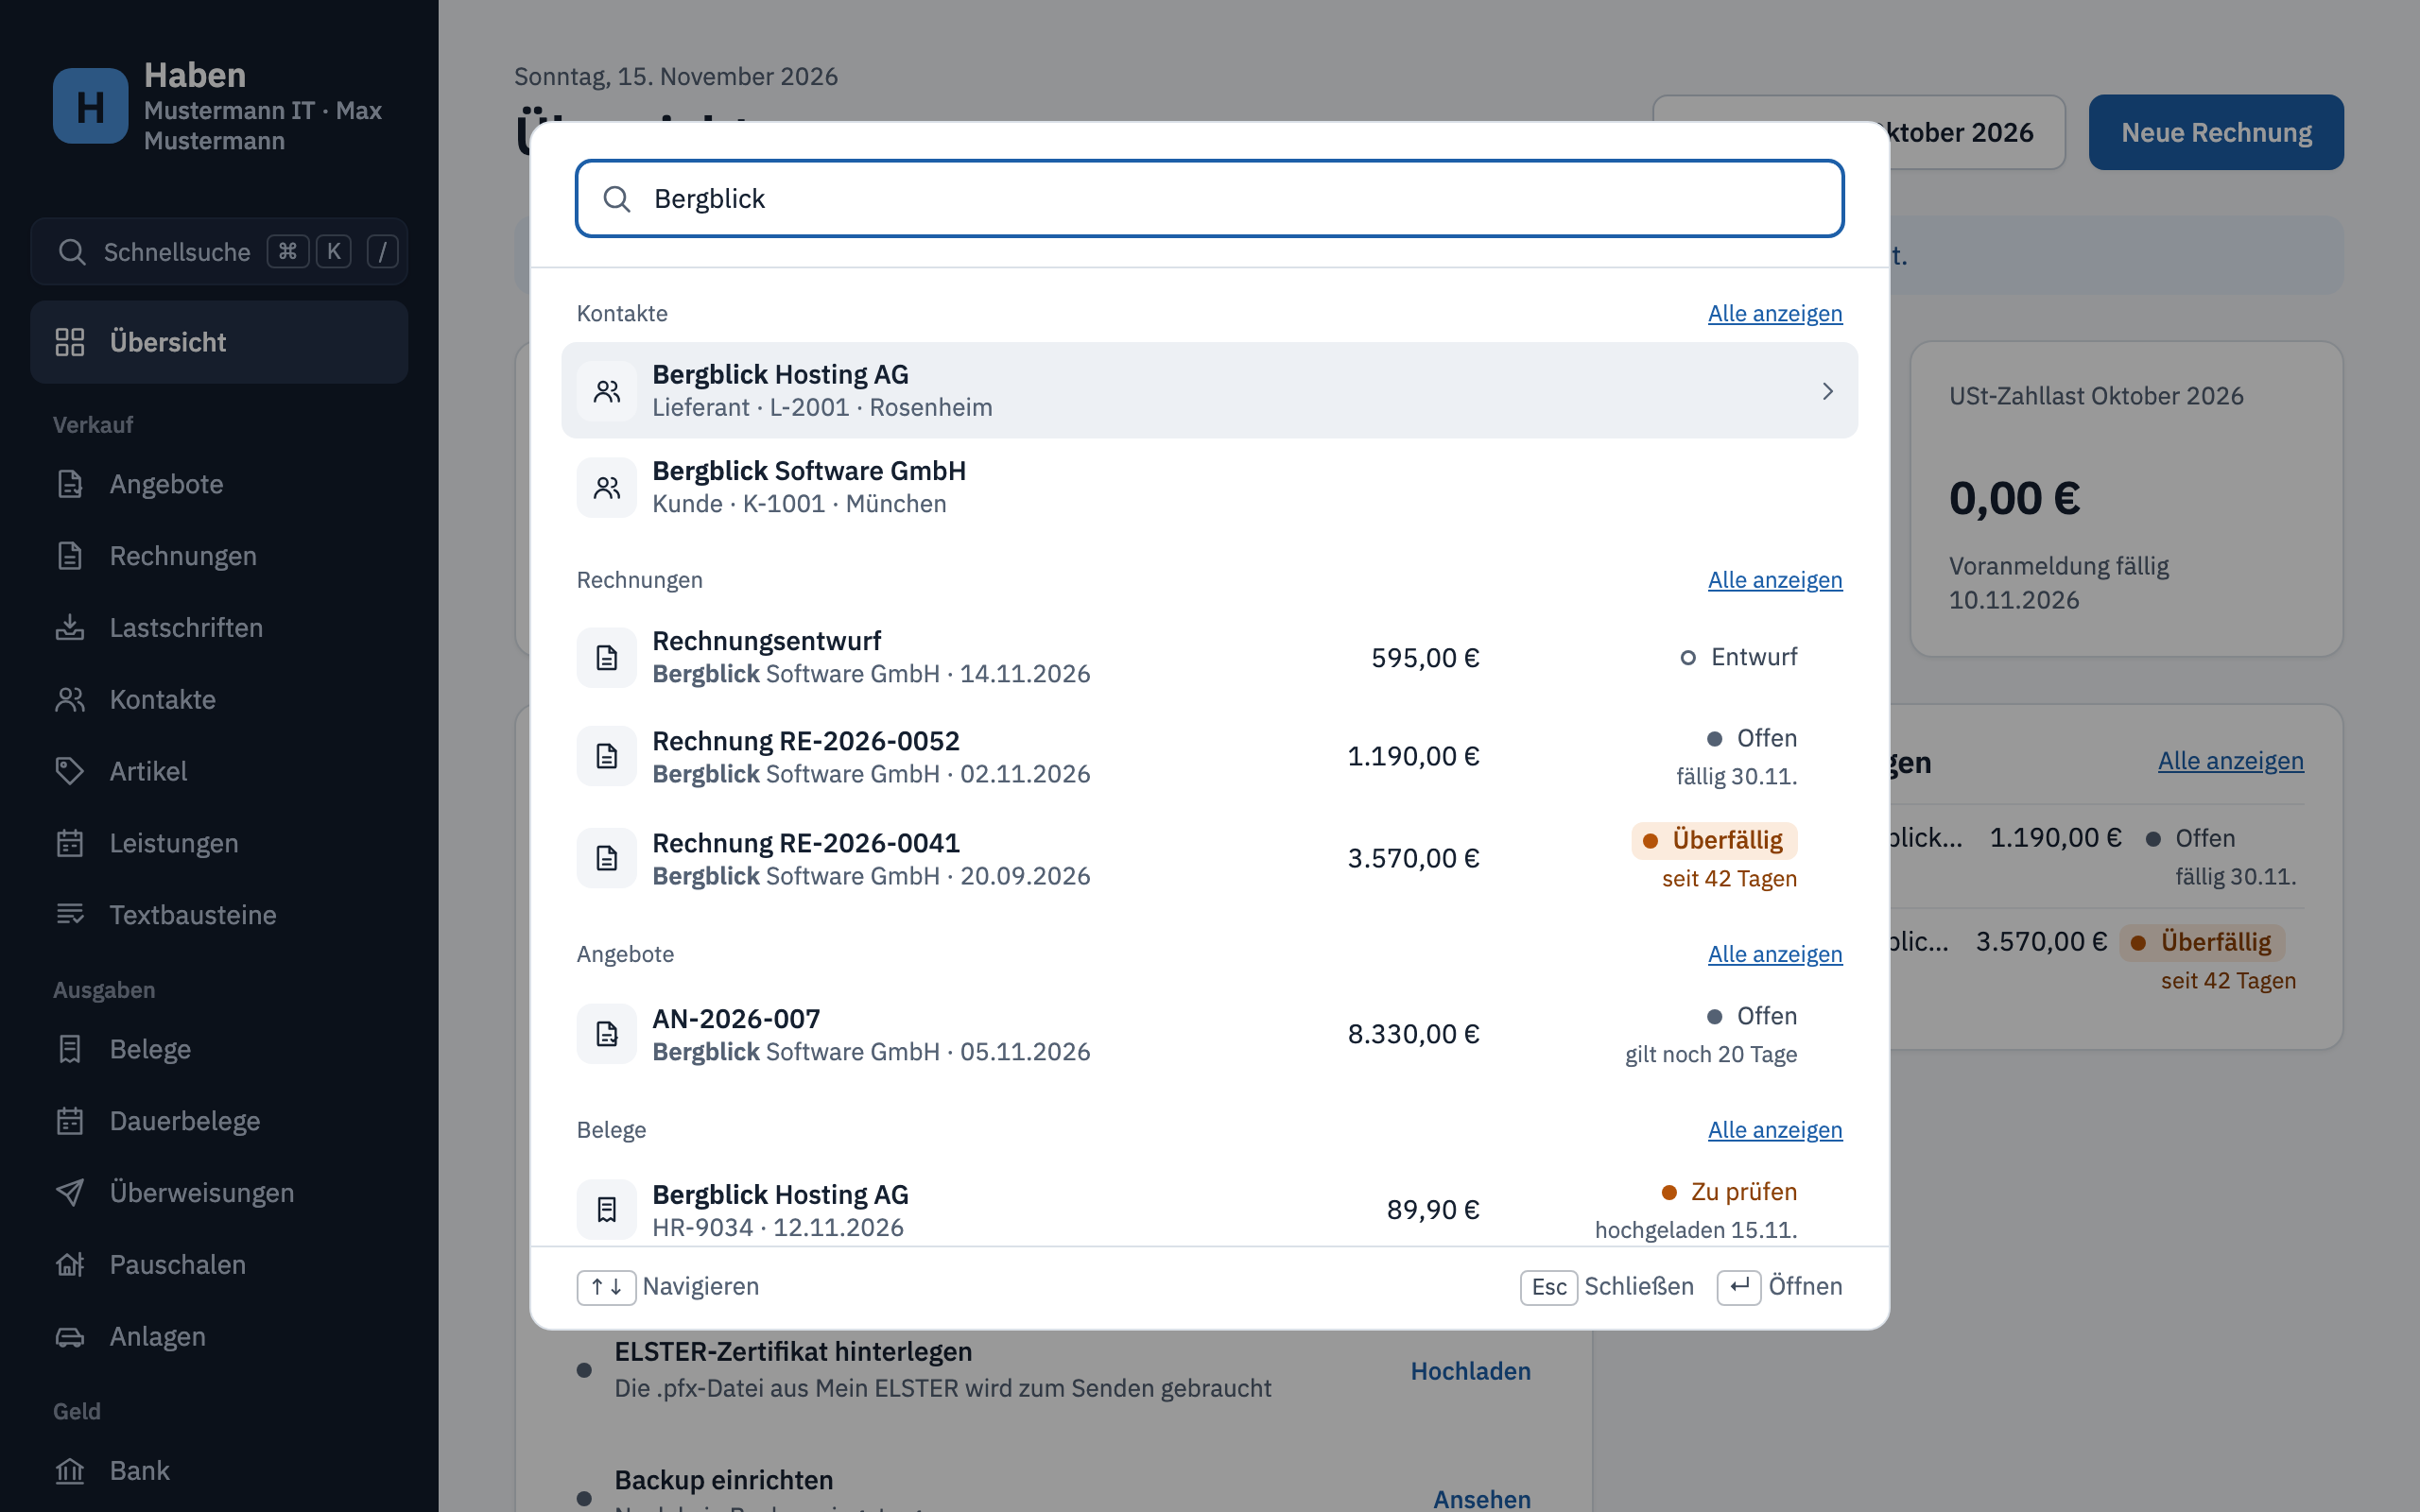 Haben
Mustermann IT · Max
Mustermann
Schnellsuche ⌘ K /
Übersicht
Verkauf
Angebote
Rechnungen
Lastschriften
Kontakte
Artikel
Leistungen
Textbausteine
Ausgaben
Belege
Dauerbelege
Überweisungen
Pauschalen
Anlagen
Geld
Bank
Sonntag, 15. November 2026
ktober 2026
Neue Rechnung
t.
Bergblick
Kontakte Alle anzeigen
Bergblick Hosting AG
Lieferant · L-2001 · Rosenheim
Bergblick Software GmbH
Kunde · K-1001 · München
Rechnungen Alle anzeigen
Rechnungsentwurf
Bergblick Software GmbH · 14.11.2026
595,00 € Entwurf
Rechnung RE-2026-0052
Bergblick Software GmbH · 02.11.2026
1.190,00 € Offen
fällig 30.11.
Rechnung RE-2026-0041
Bergblick Software GmbH · 20.09.2026
3.570,00 € Überfällig
seit 42 Tagen
Angebote Alle anzeigen
AN-2026-007
Bergblick Software GmbH · 05.11.2026
8.330,00 € Offen
gilt noch 20 Tage
Belege Alle anzeigen
Bergblick Hosting AG
HR-9034 · 12.11.2026
89,90 € Zu prüfen
hochgeladen 15.11.
↑ ↓ Navigieren
Esc Schließen ↵ Öffnen
USt-Zahllast Oktober 2026
0,00 €
Voranmeldung fällig
10.11.2026
gen Alle anzeigen
blick... 1.190,00 € Offen
fällig 30.11.
blic... 3.570,00 € Überfällig
seit 42 Tagen
ELSTER-Zertifikat hinterlegen
Die .pfx-Datei aus Mein ELSTER wird zum Senden gebraucht
Hochladen
Backup einrichten
Ansehen